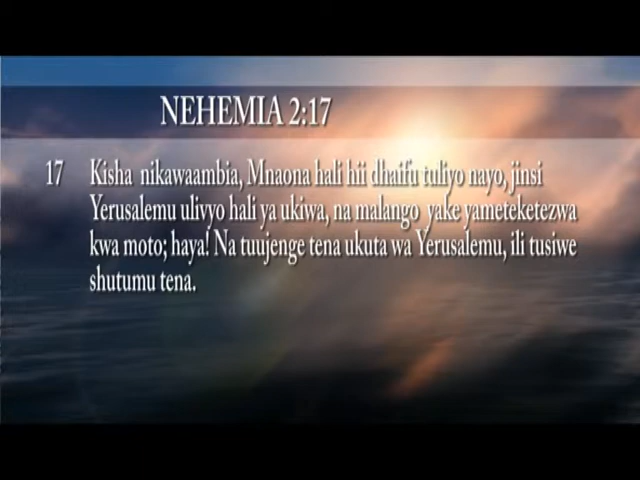 NEHEMIA 2:17
17 Kisha nikawaambia, Mnaona hali hii dhaifu tuliyo nayo, jinsi
Yerusalemu ulivyo hali ya ukiwa, na malango yake yameteketezwa
kwa moto; haya! Na tuujenge tena ukuta wa Yerusalemu, ili tusiwe
shutumu tena.